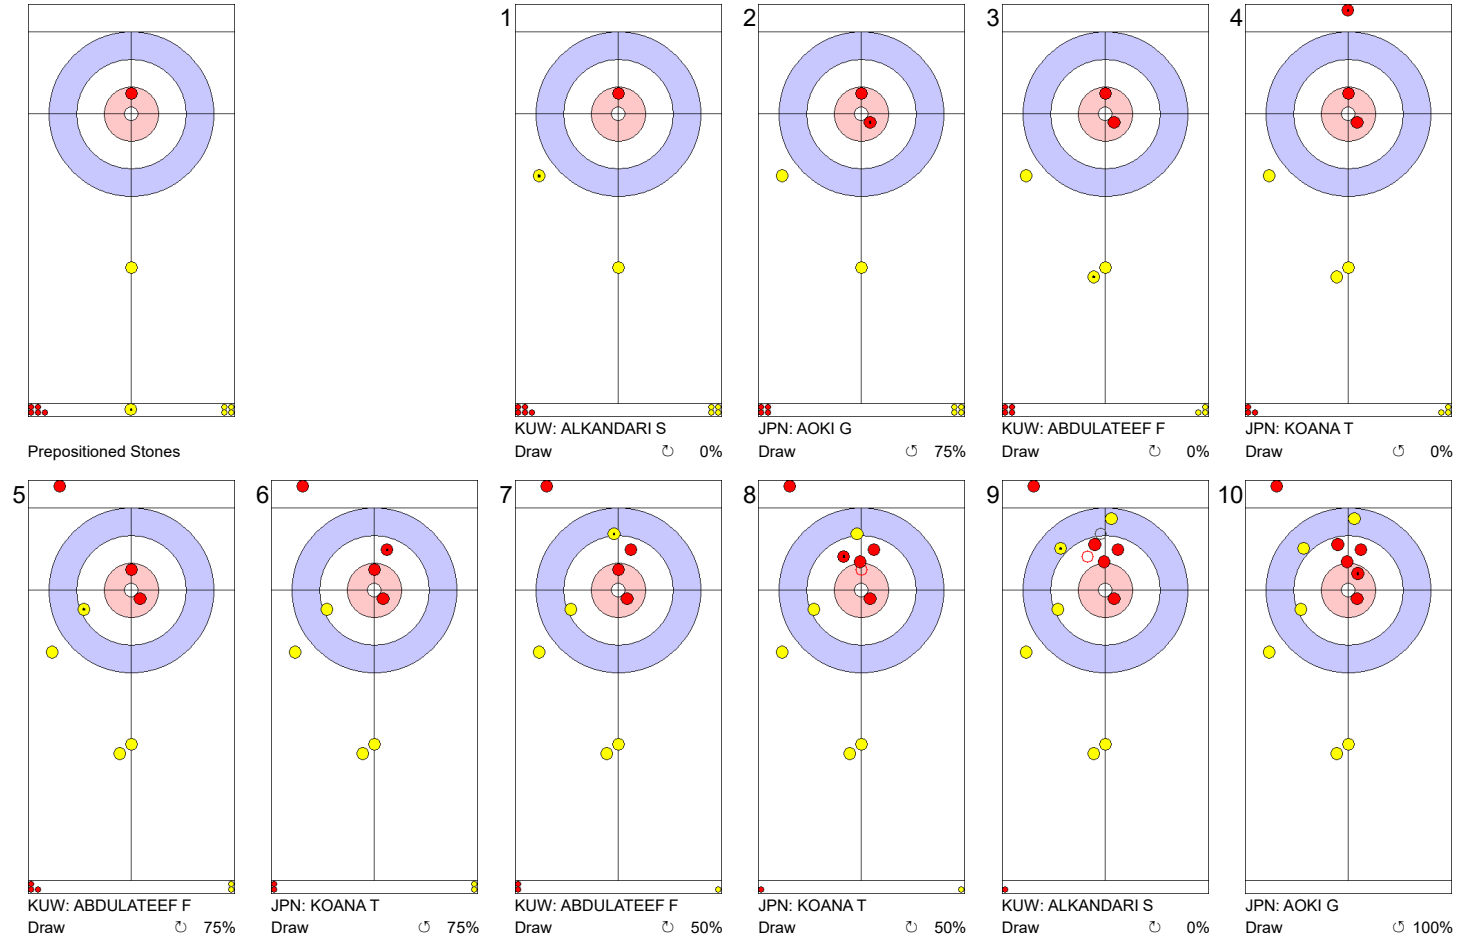 1
2
3
4
Prepositioned Stones
KUW: ALKANDARI S
Draw ↻ 0%
JPN: AOKI G
Draw ↺ 75%
KUW: ABDULATEEF F
Draw ↻ 0%
JPN: KOANA T
Draw ↺ 0%
5
6
7
8
9
10
KUW: ABDULATEEF F
Draw ↻ 75%
JPN: KOANA T
Draw ↺ 75%
KUW: ABDULATEEF F
Draw ↻ 50%
JPN: KOANA T
Draw ↻ 50%
KUW: ALKANDARI S
Draw ↻ 0%
JPN: AOKI G
Draw ↺ 100%